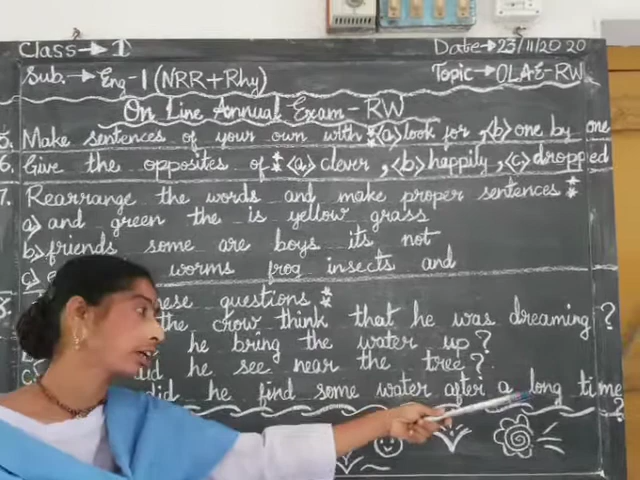 Class → I Date → 23/11/2020
Sub. → Eng-I (NRR+Rhy) Topic → OLAE-RW
On Line Annual Exam-RW
5. Make sentences of your own with : <a> look for, <b> one by one
6. Give the opposites of : <a> clever, <b> happily, <c> dropped
7. Rearrange the words and make proper sentences :
a) and green the is yellow grass
b) friends some are boys its not
c) worms frog insects and
8. these questions :
the crow think that he was dreaming ?
he bring the water up ?
did he see near the tree ?
did he find some water after a long time ?